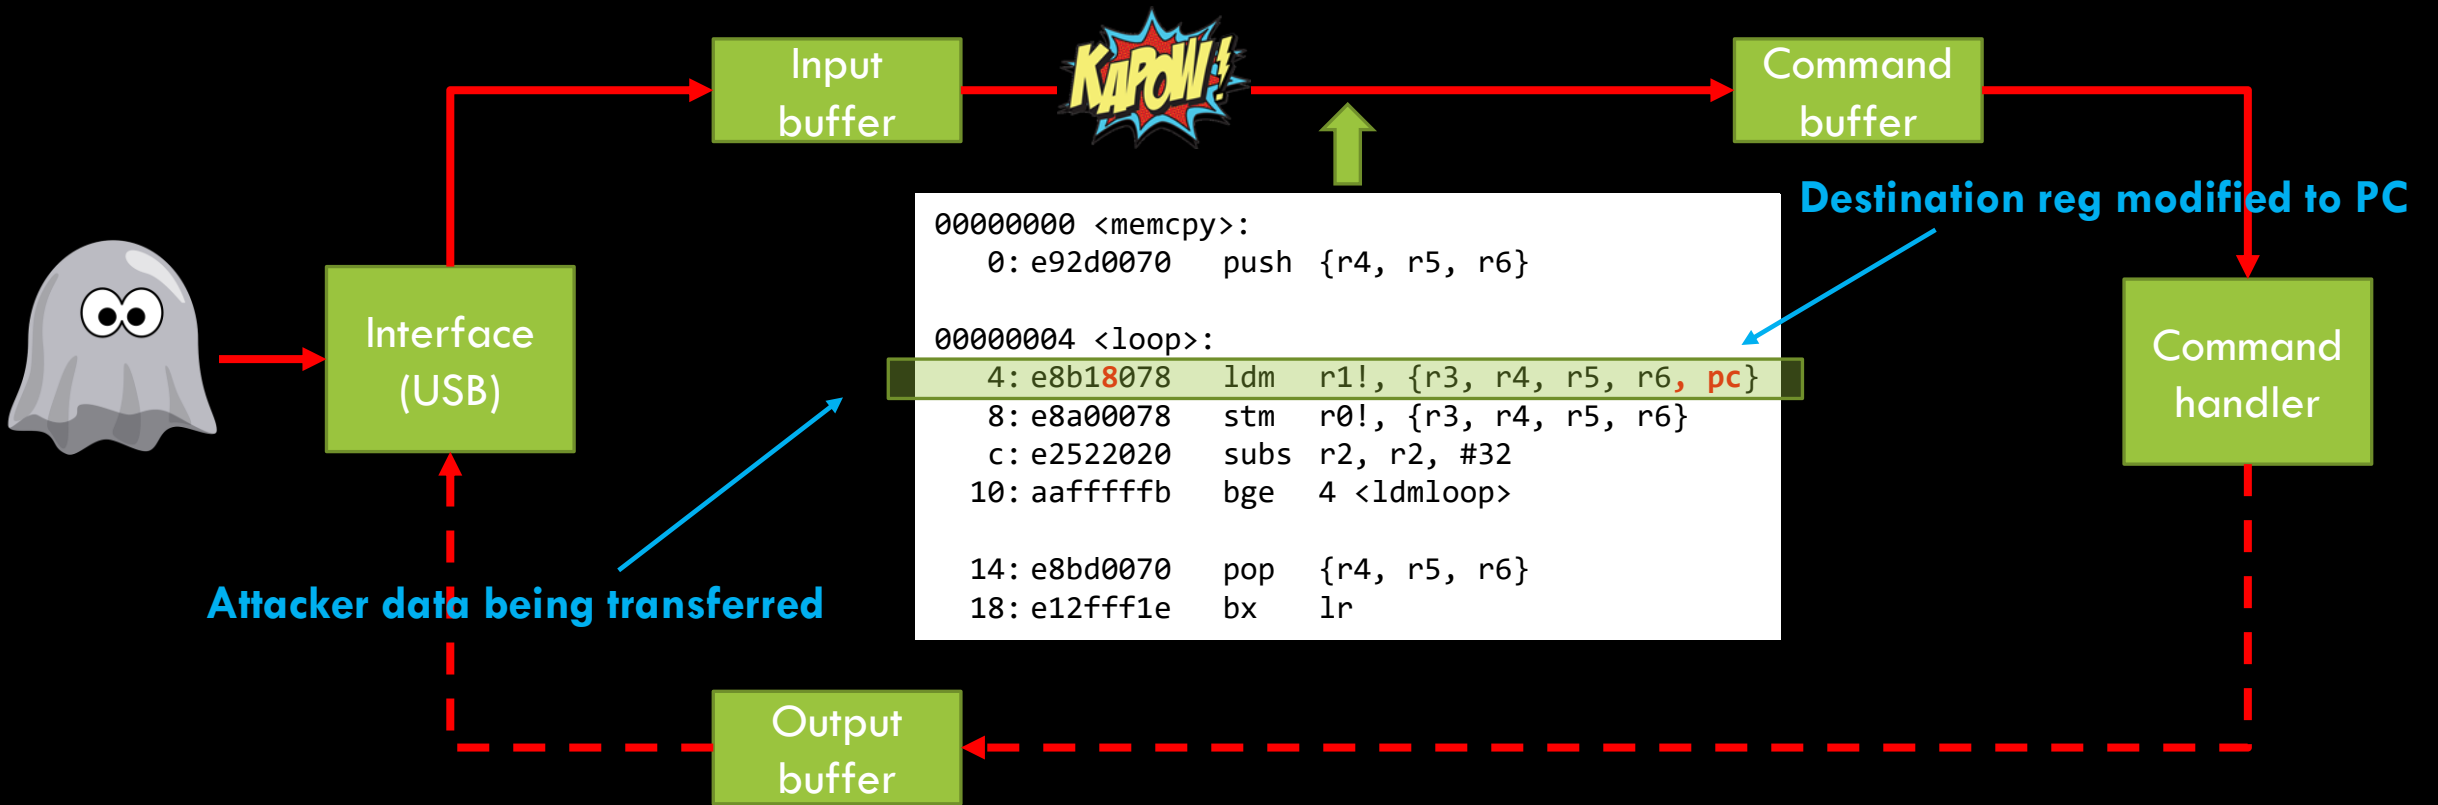 Input
buffer
KAPOW!
Command
buffer
Destination reg modified to PC
Interface
(USB)
00000000 <memcpy>:
0: e92d0070 push {r4, r5, r6}
00000004 <loop>:
4: e8b18078 ldm r1!, {r3, r4, r5, r6, pc}
8: e8a00078 stm r0!, {r3, r4, r5, r6}
c: e2522020 subs r2, r2, #32
10: aafffffb bge 4 <ldmloop>
14: e8bd0070 pop {r4, r5, r6}
18: e12fff1e bx lr
Command
handler
Attacker data being transferred
Output
buffer